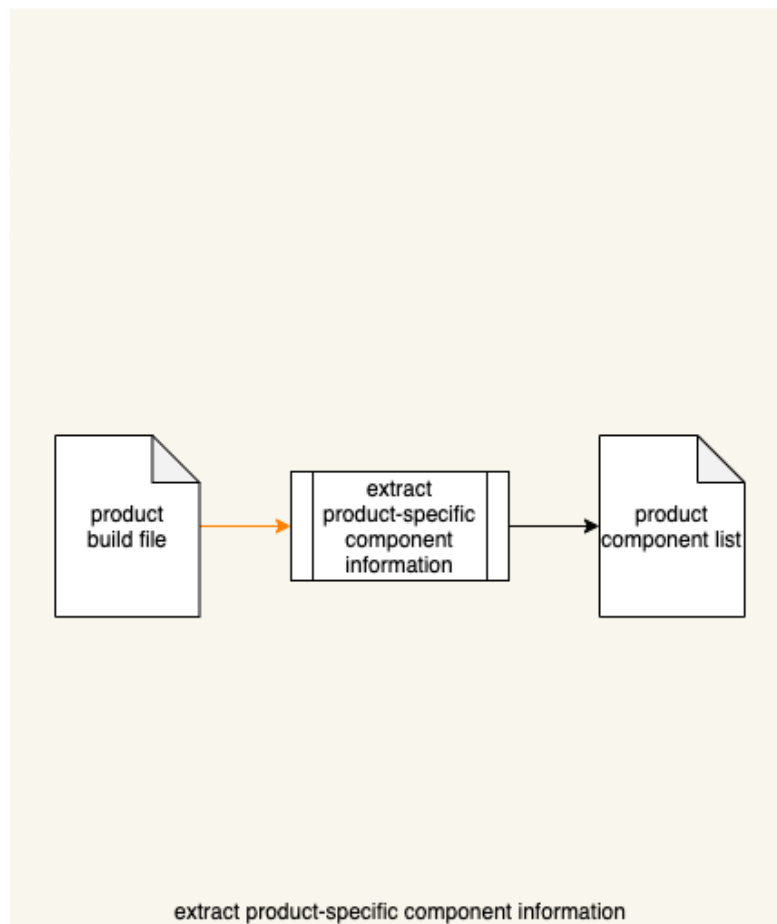 product
build file
extract
product-specific
component
information
product
component list
extract product-specific component information